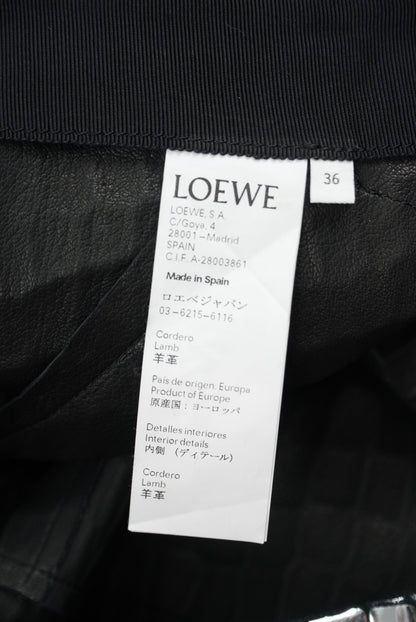 LOEWE
36
LOEWE, S.A.
C/Goya, 4
28001-Madrid
SPAIN
C.I.F. A-28003861
Made in Spain
ロエベジャパン
03-6215-6116
Cordero
Lamb
羊革
País de origen: Europa
Product of Europe
原産国：ヨーロッパ
Detalles interiores
Interior details
内側 （ディテール）
Cordero
Lamb
羊革